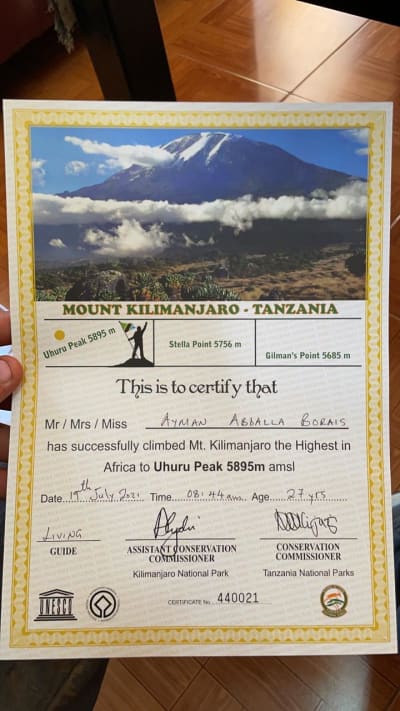 MOUNT KILIMANJARO - TANZANIA
Uhuru Peak 5895 m
Stella Point 5756 m
Gilman's Point 5685 m
This is to certify that
Mr / Mrs / Miss AYMAN ABDALLA BORAIS
has successfully climbed Mt. Kilimanjaro the Highest in
Africa to Uhuru Peak 5895m amsl
Date 19th July 2021 Time 08:44am Age 27 yrs
LIVING
GUIDE
ASSISTANT CONSERVATION
COMMISSIONER
Kilimanjaro National Park
CONSERVATION
COMMISSIONER
Tanzania National Parks
UNESCO
CERTIFICATE No. 440021